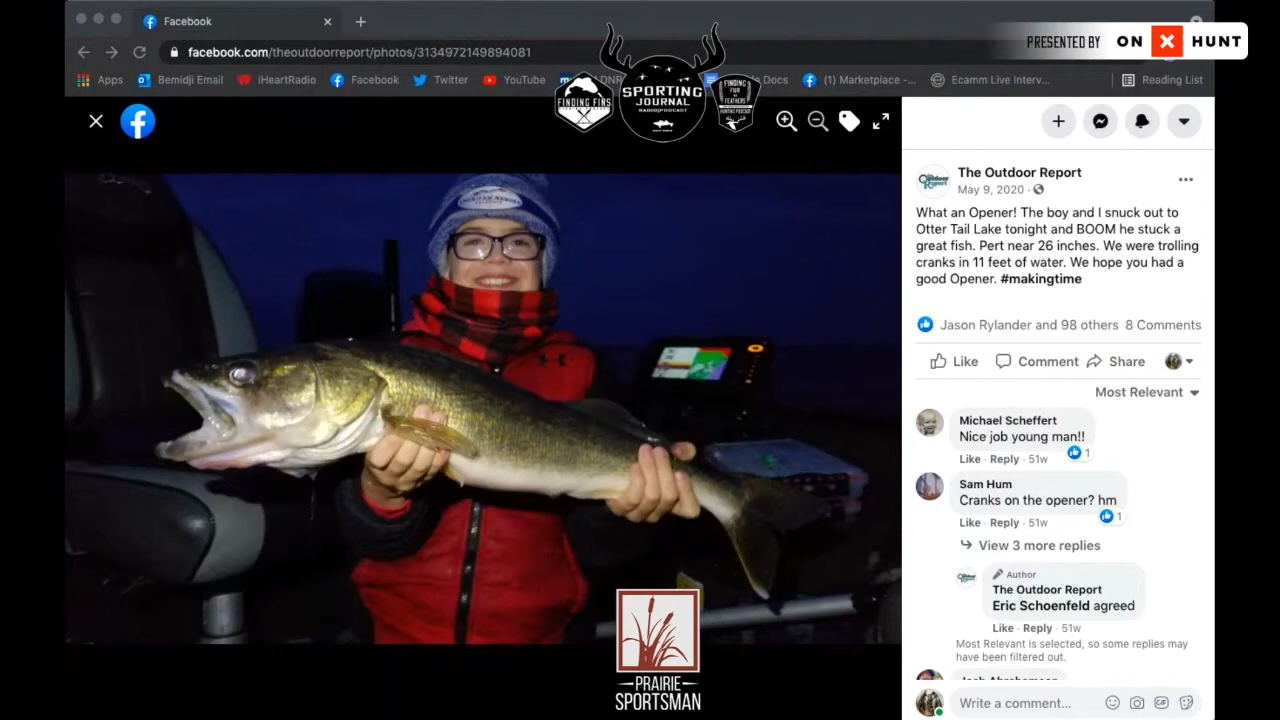 Facebook
PRESENTED BY ON X HUNT
facebook.com/theoutdoorreport/photos/3134972149894081
Apps Bemidji Email iHeartRadio Facebook Twitter YouTube Docs (1) Marketplace -... Ecamm Live Interv... Reading List
FINDING FINS
SPORTING
JOURNAL
RADIO|PODCAST
FINDING
FUR
FEATHERS
The Outdoor Report
May 9, 2020
What an Opener! The boy and I snuck out to
Otter Tail Lake tonight and BOOM he stuck a
great fish. Pert near 26 inches. We were trolling
cranks in 11 feet of water. We hope you had a
good Opener. #makingtime
Jason Rylander and 98 others 8 Comments
Like Comment Share
Most Relevant
Michael Scheffert
Nice job young man!!
Like · Reply · 51w 1
Sam Hum
Cranks on the opener? hm
Like · Reply · 51w 1
View 3 more replies
Author
The Outdoor Report
Eric Schoenfeld agreed
Like · Reply · 51w
Most Relevant is selected, so some replies may
have been filtered out.
Write a comment... GIF
PRAIRIE
SPORTSMAN